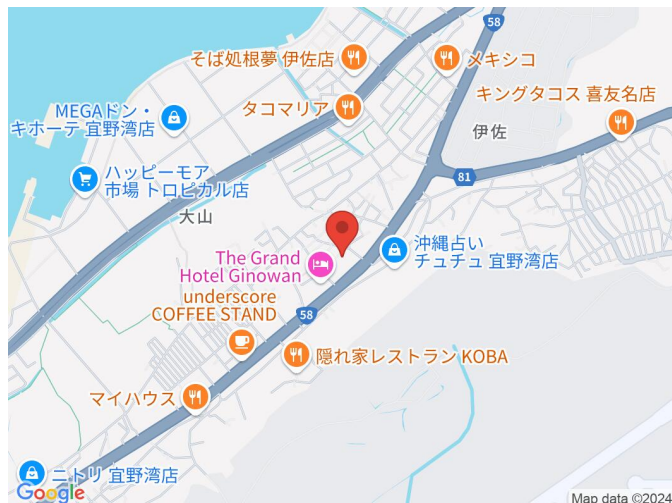 58
そば処根夢 伊佐店
メキシコ
タコマリア
MEGAドン・
キホーテ 宜野湾店
キングタコス 喜友名店
伊佐
ハッピーモア
市場 トロピカル店
81
大山
The Grand
Hotel Ginowan
沖縄占い
チュチュ 宜野湾店
underscore
COFFEE STAND
58
隠れ家レストラン KOBA
マイハウス
ニトリ 宜野湾店
Google
Map data ©2024